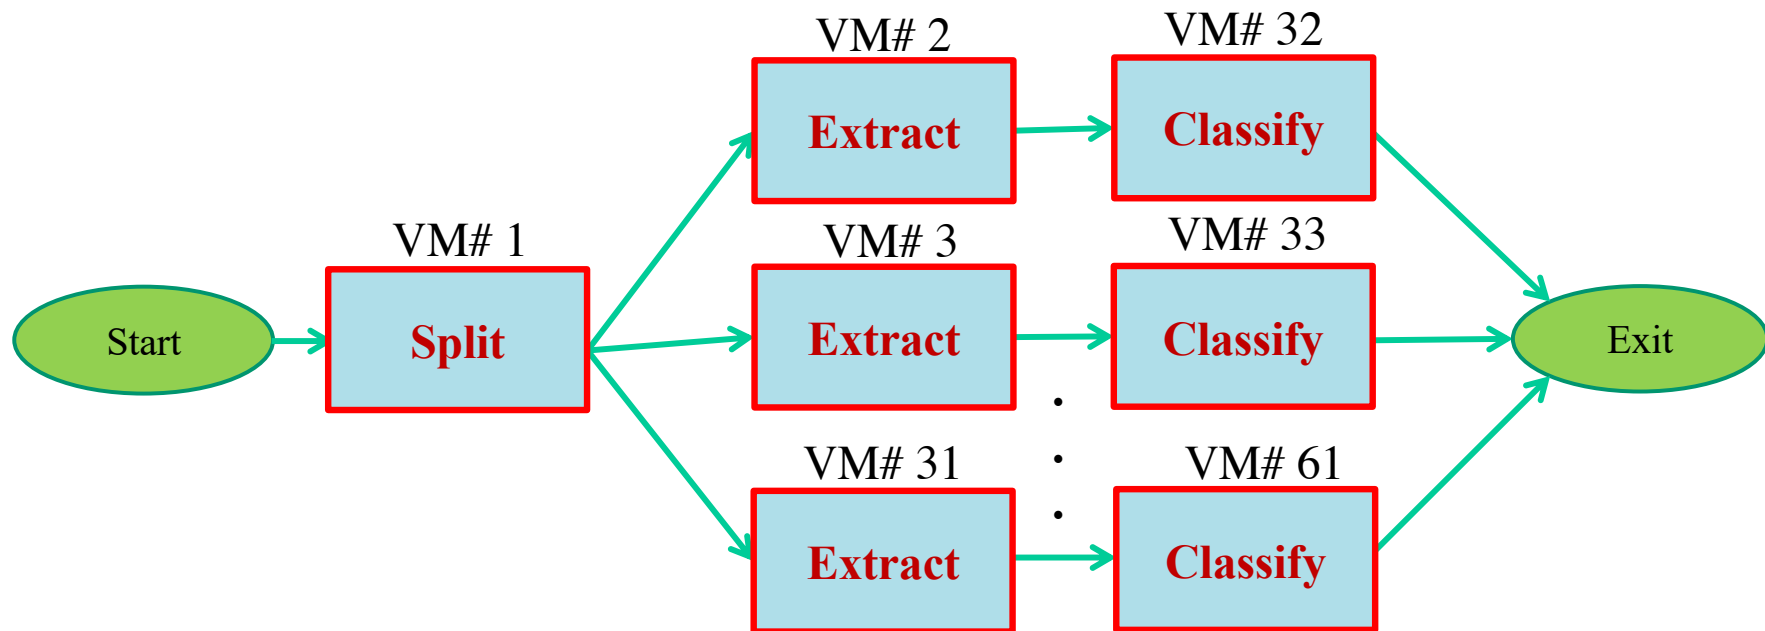 VM# 2
VM# 32
Extract
Classify
VM# 1
VM# 3
VM# 33
Start
Split
Extract
Classify
Exit
VM# 31
VM# 61
Extract
Classify